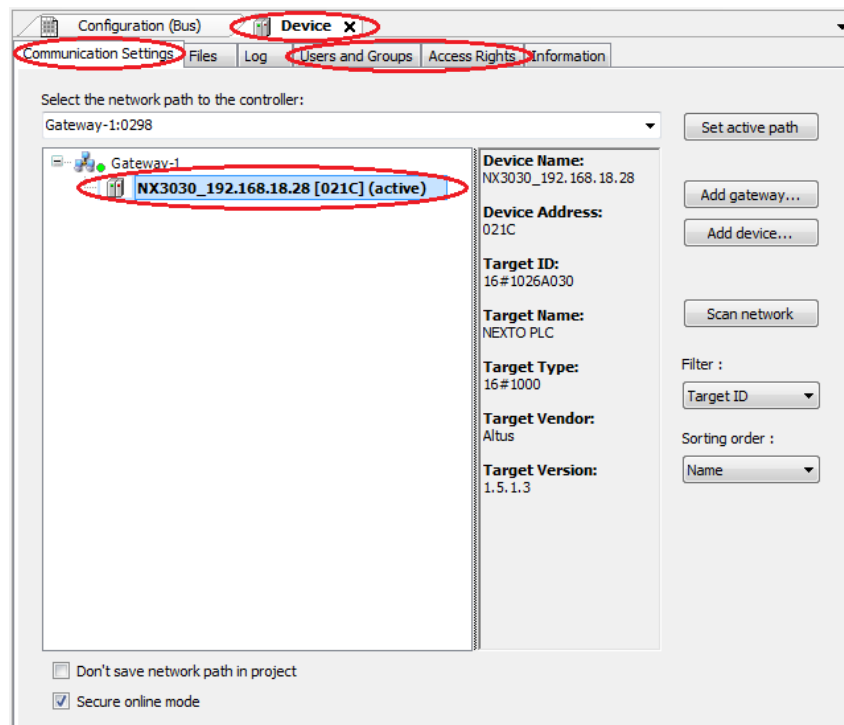 Configuration (Bus)
Device
Communication Settings
Files
Log
Users and Groups
Access Rights
Information
Select the network path to the controller:
Gateway-1:0298
Set active path
Gateway-1
NX3030_192.168.18.28 [021C] (active)
Device Name:
NX3030_192.168.18.28
Device Address:
021C
Target ID:
16#1026A030
Target Name:
NEXTO PLC
Target Type:
16#1000
Target Vendor:
Altus
Target Version:
1.5.1.3
Add gateway...
Add device...
Scan network
Filter :
Target ID
Sorting order :
Name
Don't save network path in project
Secure online mode